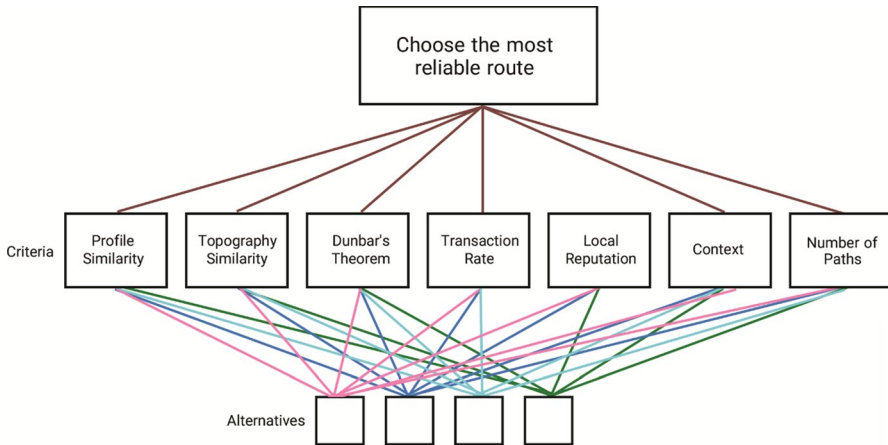 Choose the most
reliable route
Criteria
Profile
Similarity
Topography
Similarity
Dunbar's
Theorem
Transaction
Rate
Local
Reputation
Context
Number of
Paths
Alternatives